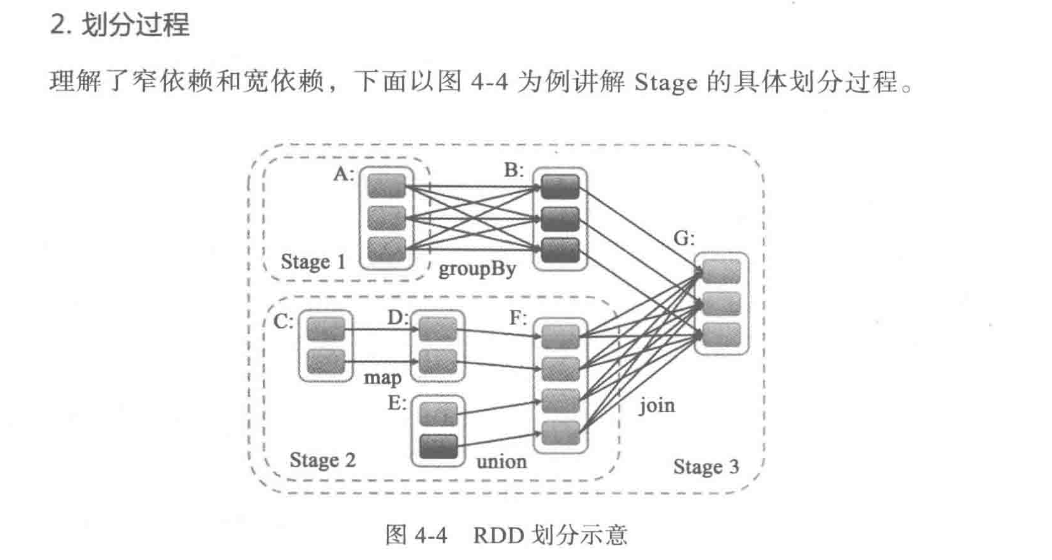 2. 划分过程
理解了窄依赖和宽依赖，下面以图 4-4 为例讲解 Stage 的具体划分过程。
A:
B:
Stage 1
groupBy
G:
C:
D:
F:
map
E:
join
Stage 2
union
Stage 3
图 4-4 RDD 划分示意